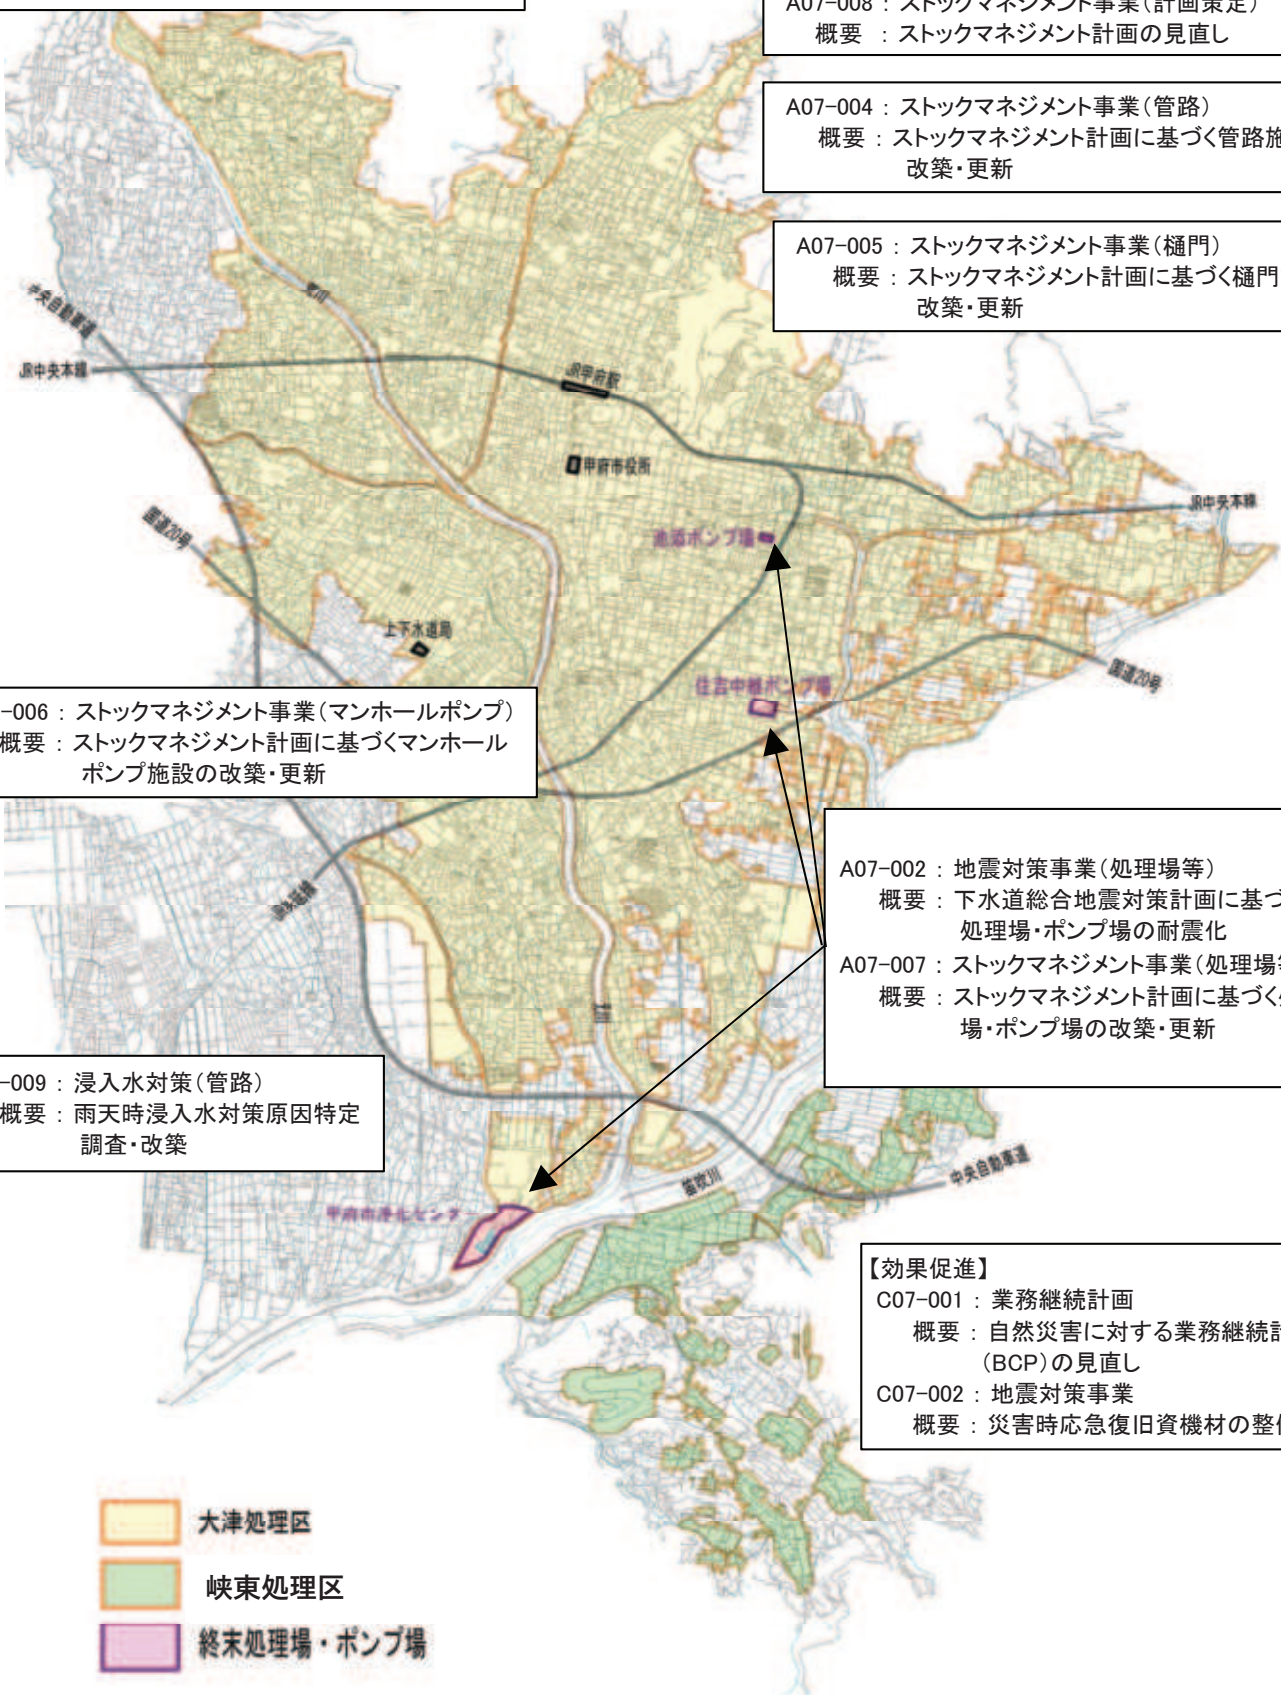 A07-008 : ストックマネジメント事業(計画策定)
概要 : ストックマネジメント計画の見直し
A07-004 : ストックマネジメント事業(管路)
概要 : ストックマネジメント計画に基づく管路施
改築・更新
A07-005 : ストックマネジメント事業(樋門)
概要 : ストックマネジメント計画に基づく樋門
改築・更新
中央自動車道
荒川
JR中央本線
JR甲府駅
甲府市役所
JR中央本線
国道20号
池添ポンプ場
上下水道局
住吉中継ポンプ場
国道20号
-006 : ストックマネジメント事業(マンホールポンプ)
概要 : ストックマネジメント計画に基づくマンホール
ポンプ施設の改築・更新
A07-002 : 地震対策事業(処理場等)
概要 : 下水道総合地震対策計画に基づ
処理場・ポンプ場の耐震化
A07-007 : ストックマネジメント事業(処理場
概要 : ストックマネジメント計画に基づく
場・ポンプ場の改築・更新
-009 : 浸入水対策(管路)
概要 : 雨天時浸入水対策原因特定
調査・改築
中央自動車道
笛吹川
甲府市浄化センタ
【効果促進】
C07-001 : 業務継続計画
概要 : 自然災害に対する業務継続計
(BCP)の見直し
C07-002 : 地震対策事業
概要 : 災害時応急復旧資機材の整
大津処理区
峡東処理区
終末処理場・ポンプ場